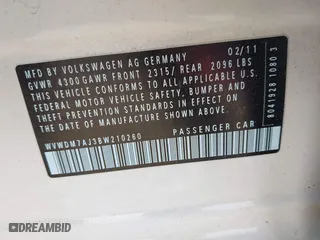 MFD BY VOLKSWAGEN AG GERMANY 02/11
GVWR 4300 GAWR FRONT 2315/ REAR 2096 LBS
THIS VEHICLE CONFORMS TO ALL APPLICABLE U.S.
FEDERAL MOTOR VEHICLE SAFETY, BUMPER AND
THEFT PREVENTION STANDARDS IN EFFECT ON
THE DATE OF MANUFACTURE SHOWN ABOVE.
WVWDM7AJ3BW210260 PASSENGER CAR
8041928 1080 3
DREAMBID
DREAMBID.COM